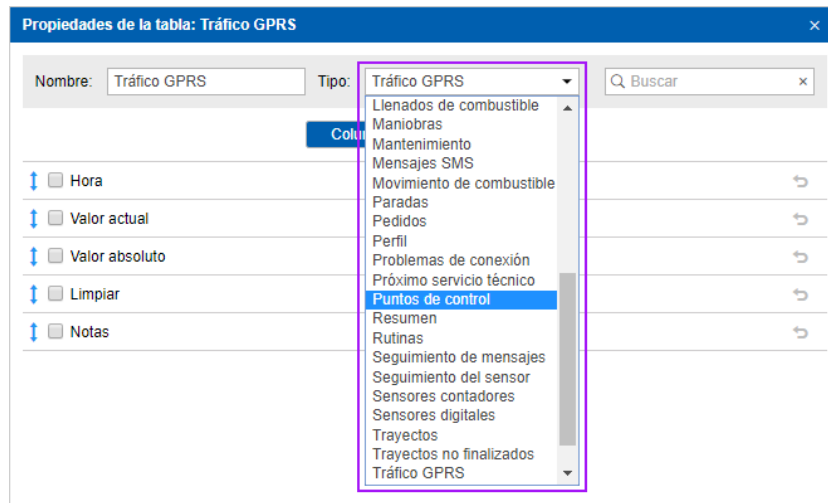 Propiedades de la tabla: Tráfico GPRS ×
Nombre: Tráfico GPRS Tipo: Tráfico GPRS Buscar ×
Llenados de combustible
Maniobras
Mantenimiento
Mensajes SMS
Movimiento de combustible
Paradas
Pedidos
Perfil
Problemas de conexión
Próximo servicio técnico
Puntos de control
Resumen
Rutinas
Seguimiento de mensajes
Seguimiento del sensor
Sensores contadores
Sensores digitales
Trayectos
Trayectos no finalizados
Tráfico GPRS
Hora
Valor actual
Valor absoluto
Limpiar
Notas